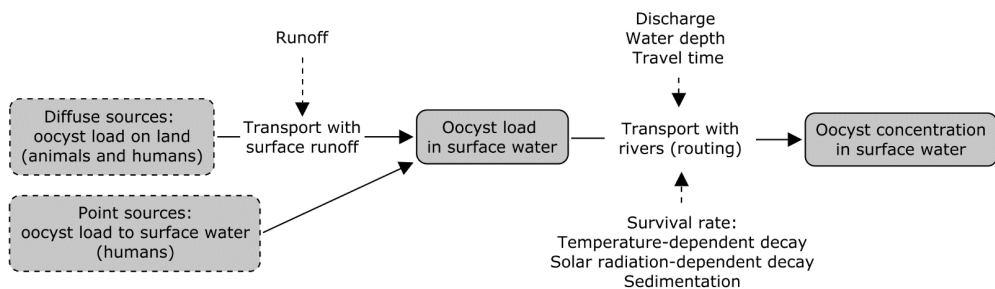 Runoff
Discharge
Water depth
Travel time
Diffuse sources:
oocyst load on land
(animals and humans)
Transport with
surface runoff
Oocyst load
in surface water
Transport with
rivers (routing)
Oocyst concentration
in surface water
Point sources:
oocyst load to surface water
(humans)
Survival rate:
Temperature-dependent decay
Solar radiation-dependent decay
Sedimentation